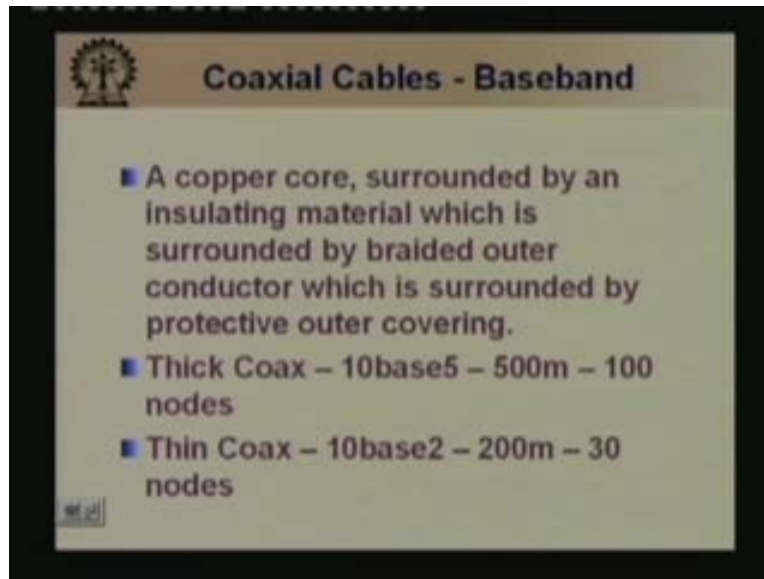 Coaxial Cables - Baseband
A copper core, surrounded by an
insulating material which is
surrounded by braided outer
conductor which is surrounded by
protective outer covering.
Thick Coax – 10base5 – 500m – 100
nodes
Thin Coax – 10base2 – 200m – 30
nodes